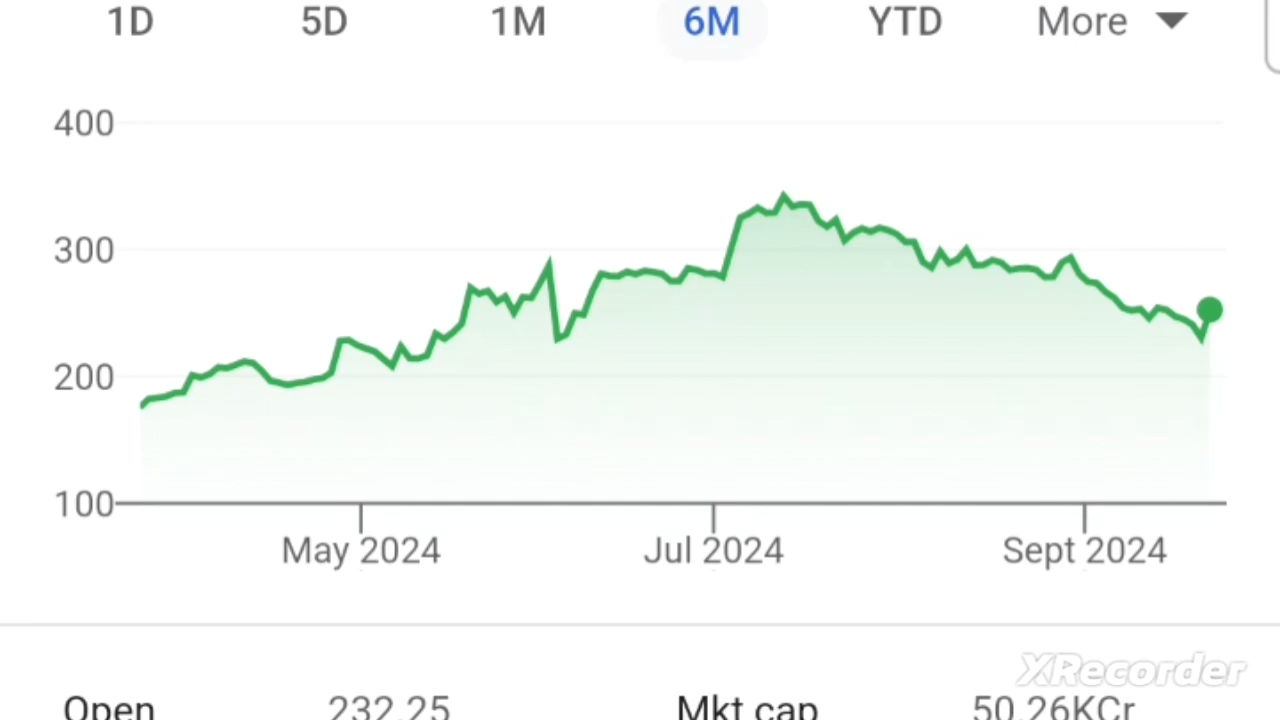 1D 5D 1M 6M YTD More
400
300
200
100
May 2024 Jul 2024 Sept 2024
XRecorder
Open 232.25 Mkt cap 50.26KCr